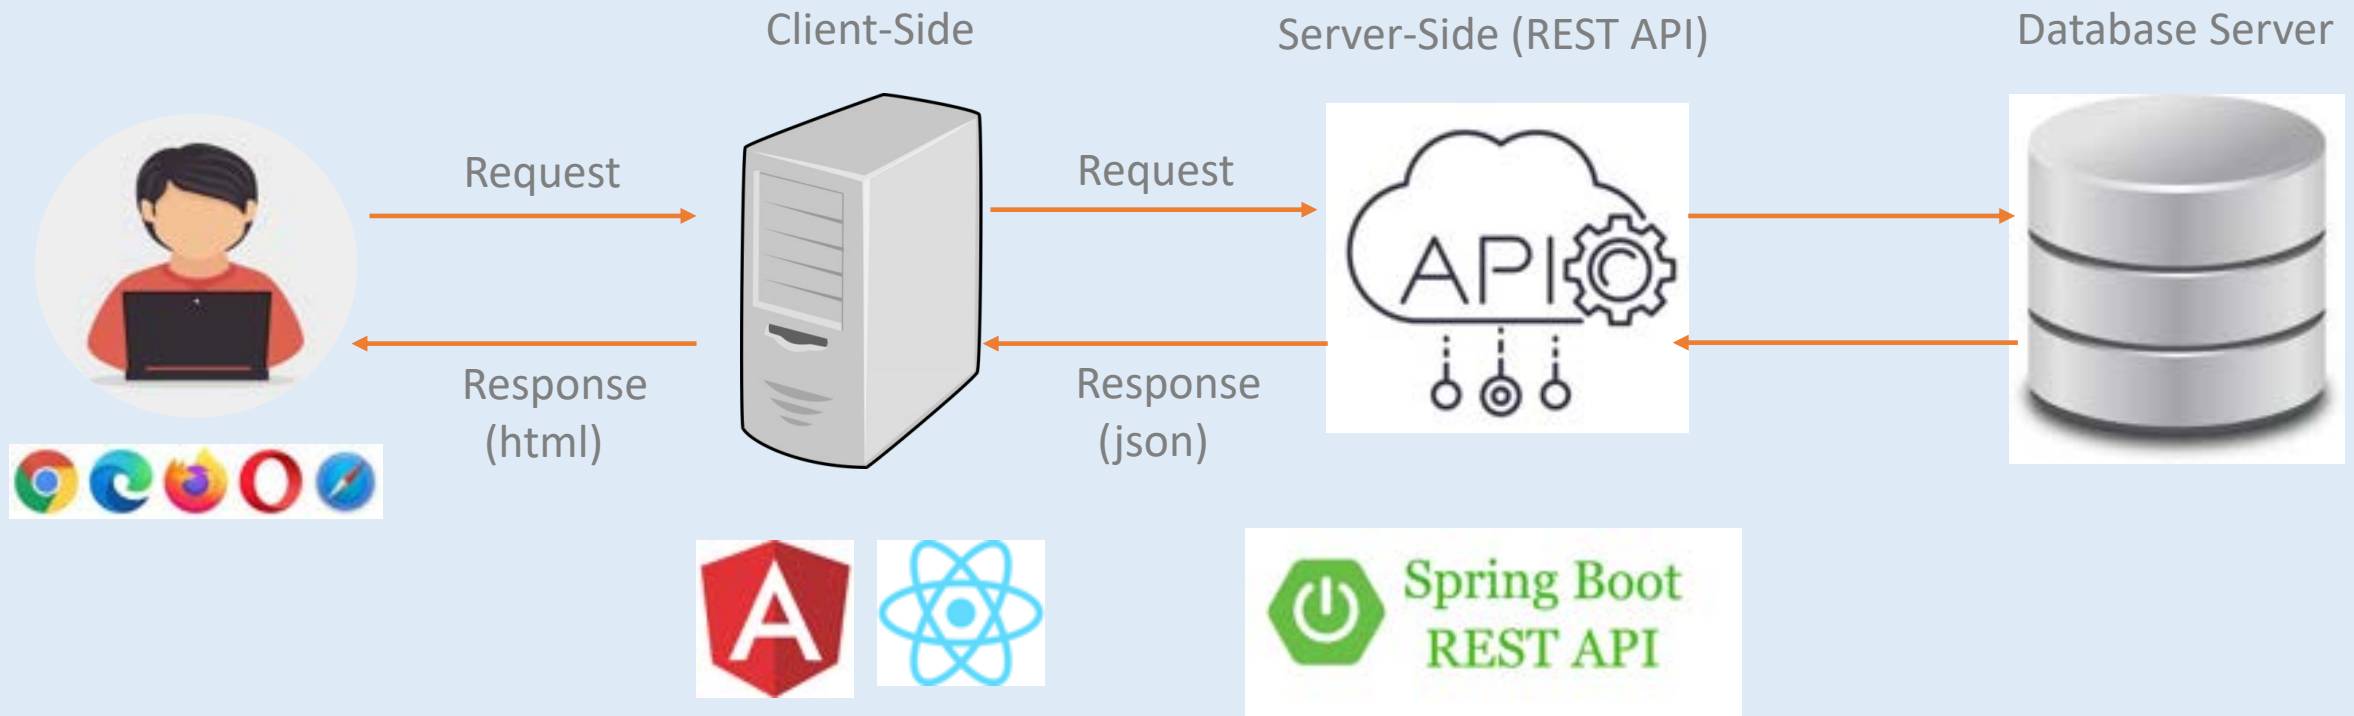 Client-Side
Server-Side (REST API)
Database Server
Request
Request
API
Response
(html)
Response
(json)
A
Spring Boot
REST API